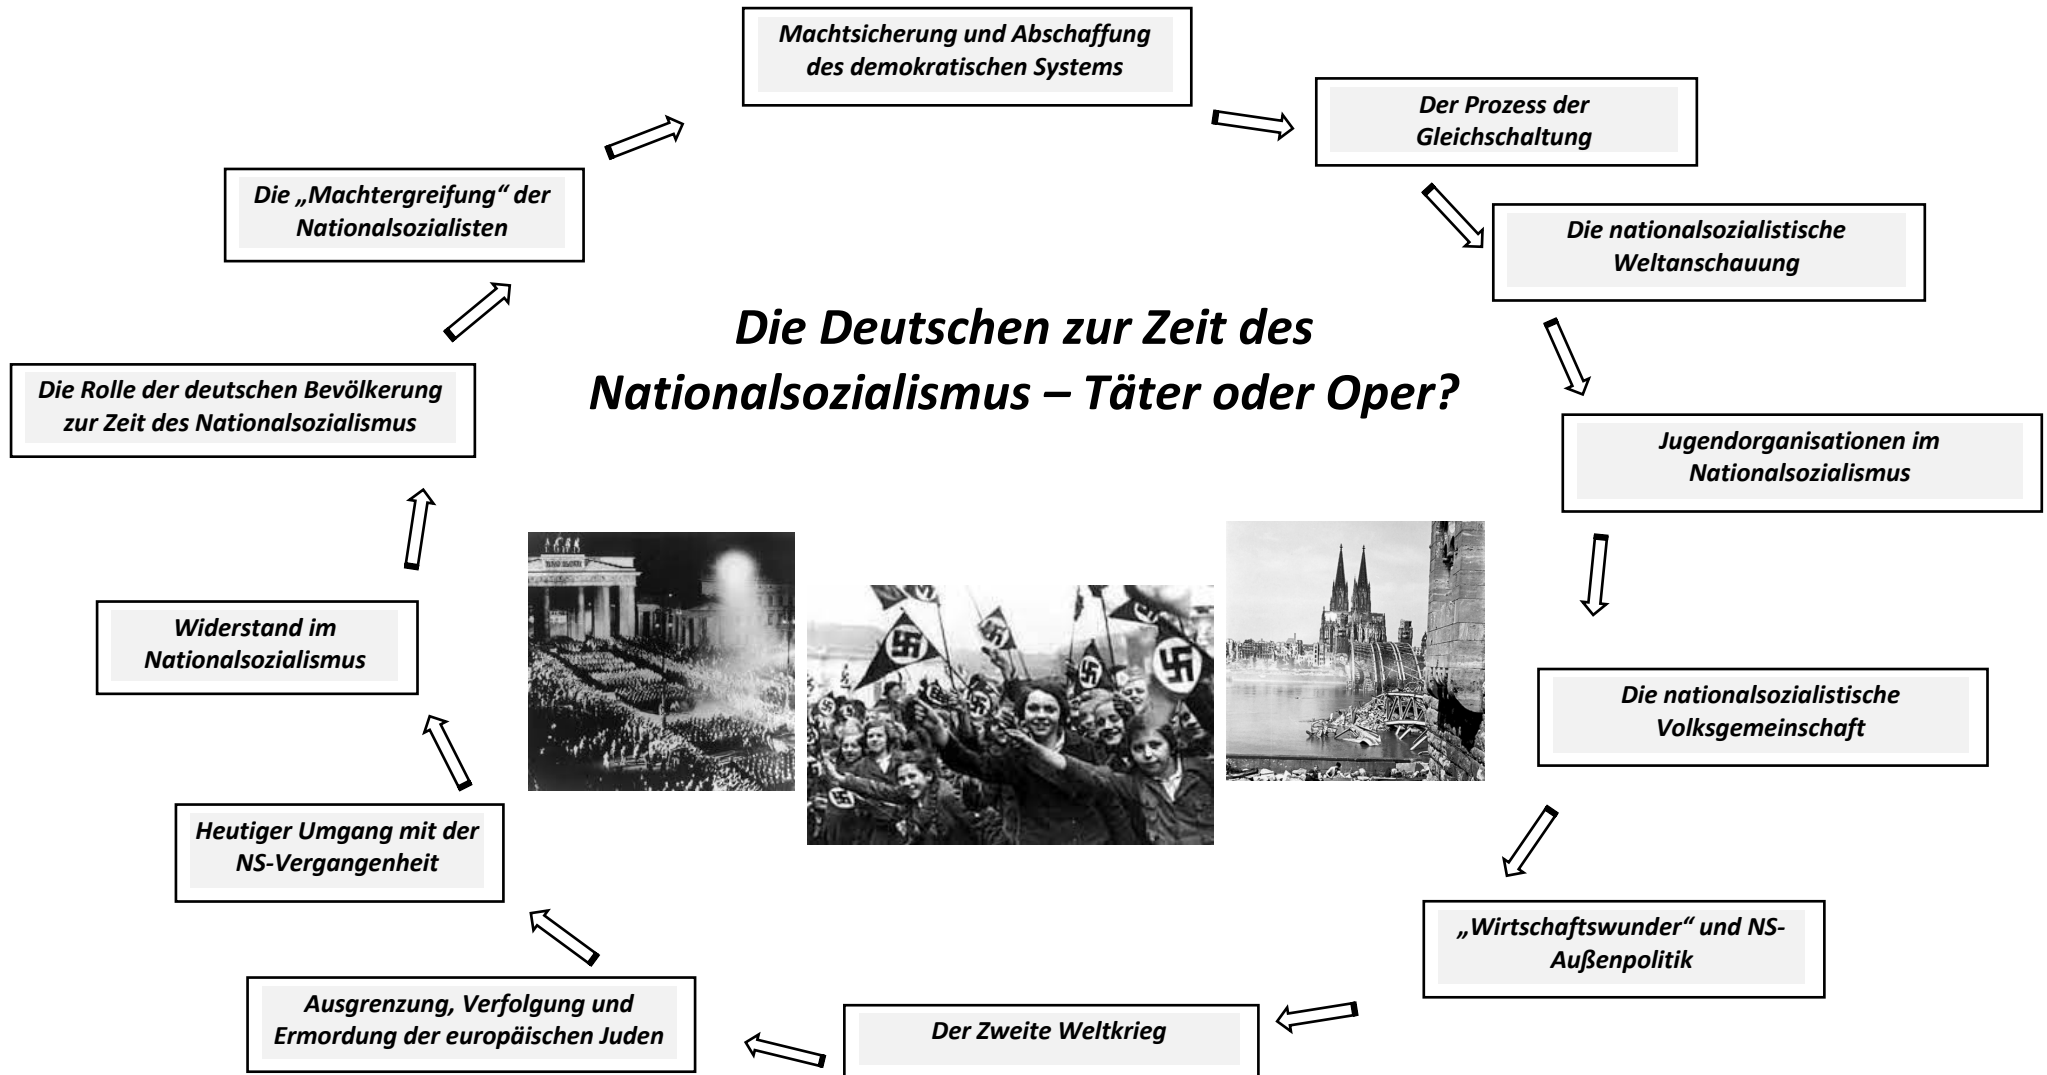 Machtsicherung und Abschaffung
des demokratischen Systems
Der Prozess der
Gleichschaltung
Die „Machtergreifung“ der
Nationalsozialisten
Die nationalsozialistische
Weltanschauung
Die Deutschen zur Zeit des
Nationalsozialismus – Täter oder Oper?
Die Rolle der deutschen Bevölkerung
zur Zeit des Nationalsozialismus
Jugendorganisationen im
Nationalsozialismus
Widerstand im
Nationalsozialismus
Die nationalsozialistische
Volksgemeinschaft
Heutiger Umgang mit der
NS-Vergangenheit
„Wirtschaftswunder“ und NS-
Außenpolitik
Ausgrenzung, Verfolgung und
Ermordung der europäischen Juden
Der Zweite Weltkrieg